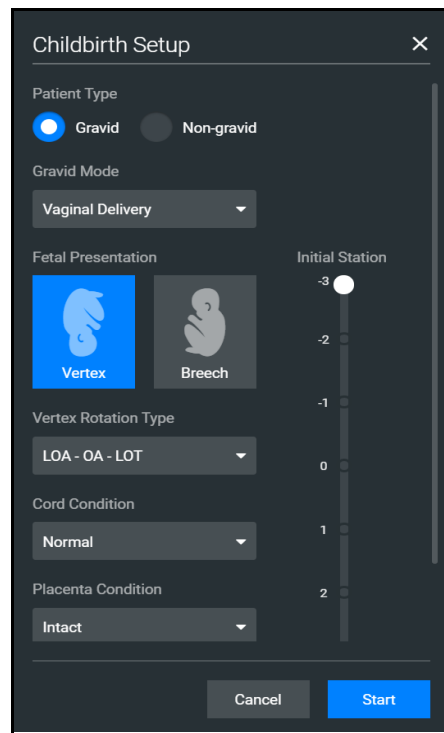 Childbirth Setup
Patient Type
Gravid Non-gravid
Gravid Mode
Vaginal Delivery
Fetal Presentation
Vertex Breech
Vertex Rotation Type
LOA - OA - LOT
Cord Condition
Normal
Placenta Condition
Intact
Initial Station
-3
-2
-1
0
1
2
Cancel Start